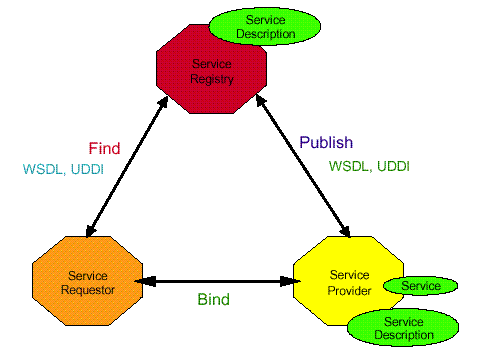 Service
Description
Service
Registry
Find
WSDL, UDDI
Publish
WSDL, UDDI
Service
Requestor
Bind
Service
Provider
Service
Service
Description